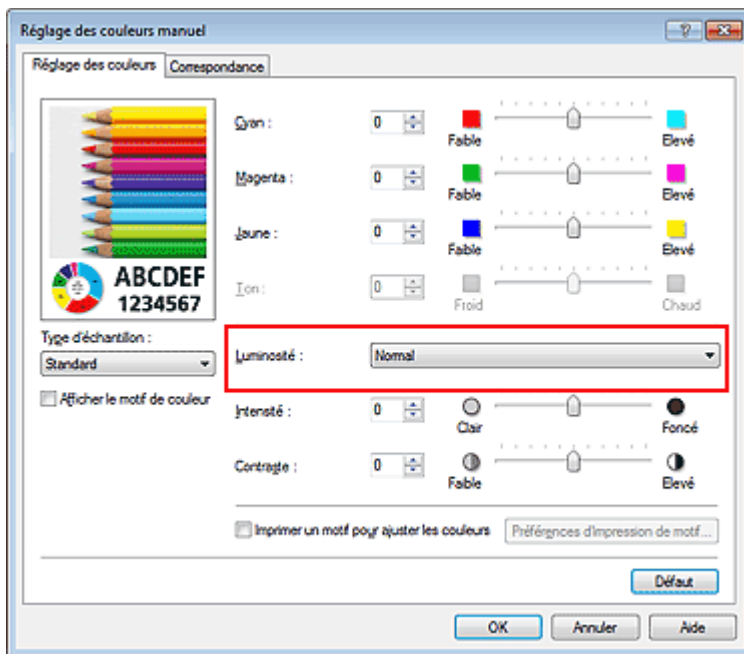 Réglage des couleurs manuel
Réglage des couleurs
Correspondance
Cyan :
0
Faible
Elevé
Magenta :
0
Faible
Elevé
Jaune :
0
Faible
Elevé
ABCDEF
1234567
Ton :
0
Froid
Chaud
Type d'échantillon :
Standard
Luminosité :
Normal
Afficher le motif de couleur
Intensité :
0
Clair
Foncé
Contraste :
0
Faible
Elevé
Imprimer un motif pour ajuster les couleurs
Préférences d'impression de motif...
Défaut
OK
Annuler
Aide